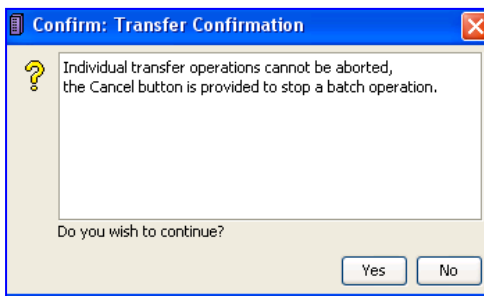 Confirm: Transfer Confirmation
Individual transfer operations cannot be aborted,
the Cancel button is provided to stop a batch operation.
Do you wish to continue?
Yes
No